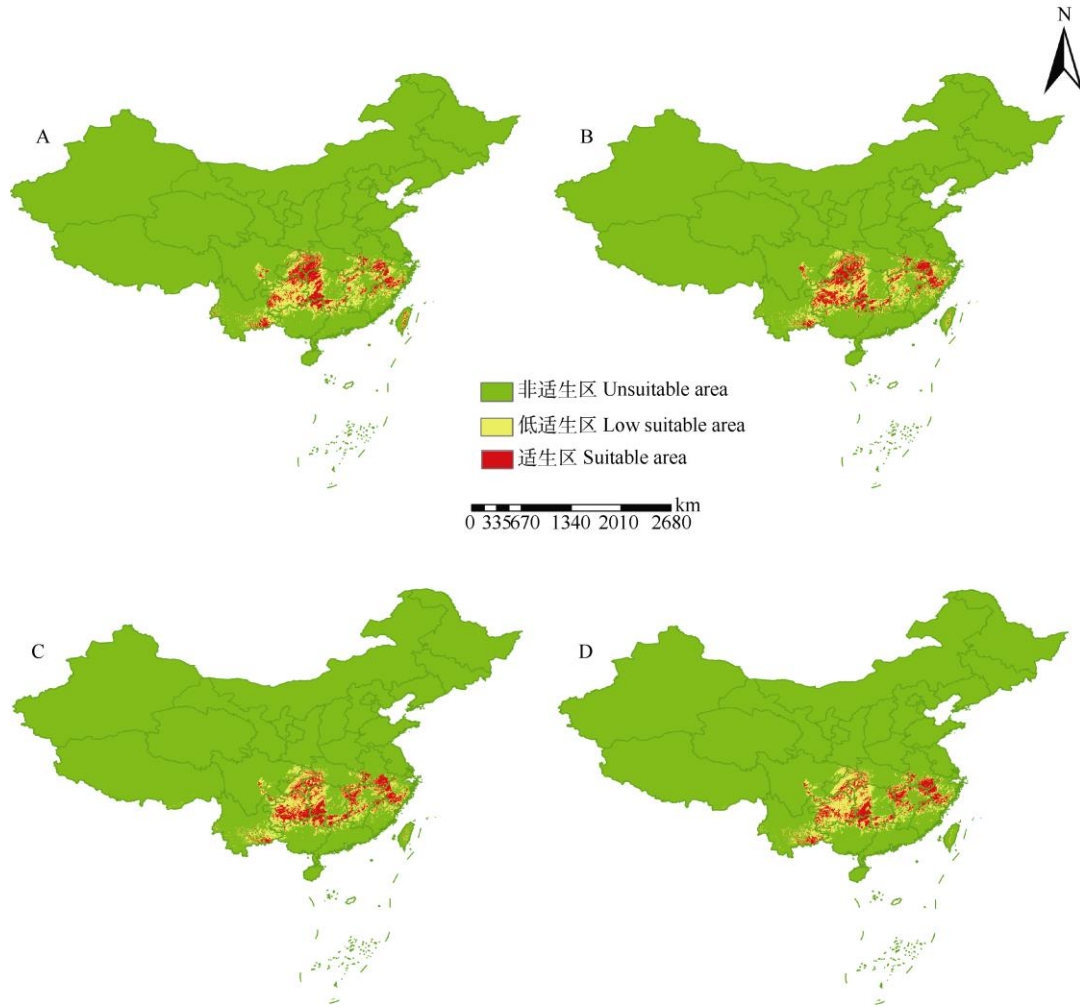 N
A
B
非适生区 Unsuitable area
低适生区 Low suitable area
适生区 Suitable area
km
0 335670 1340 2010 2680
C
D